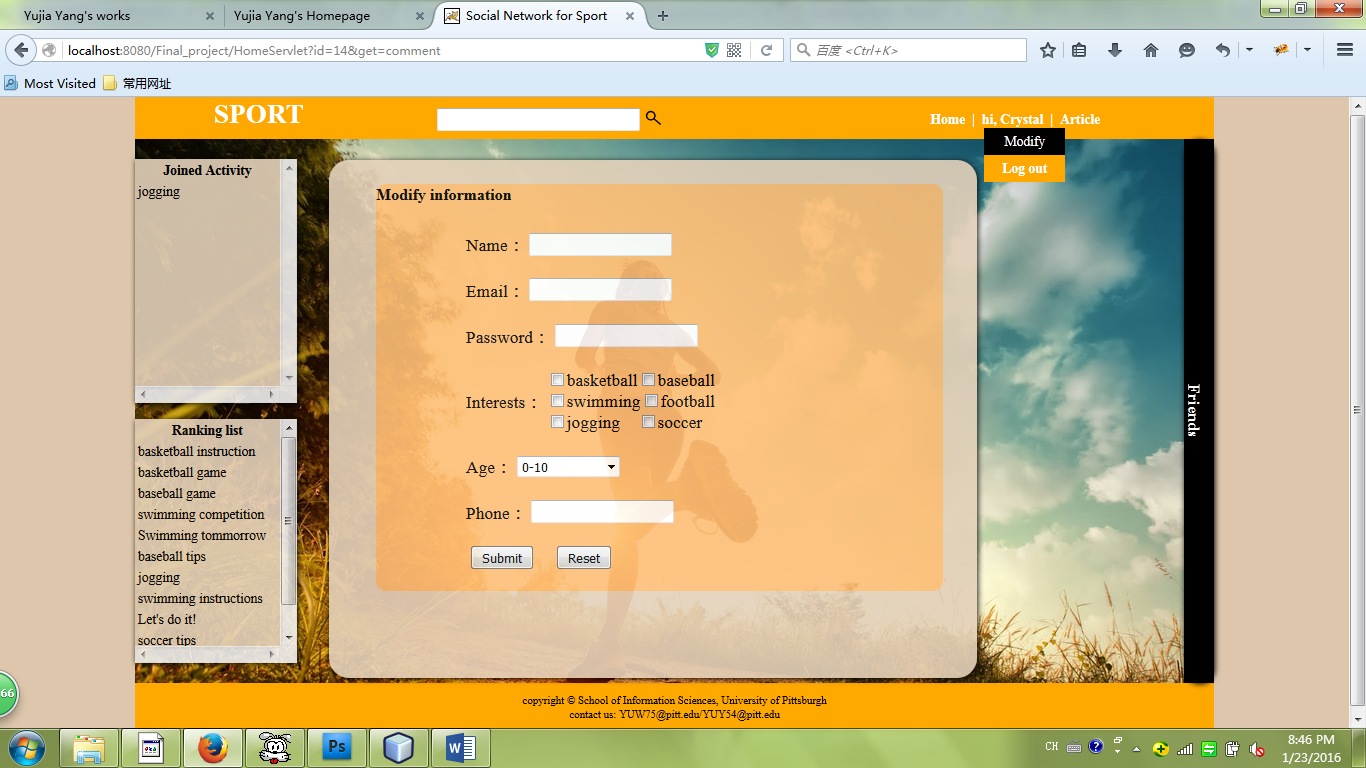 Yujia Yang's works
Yujia Yang's Homepage
Social Network for Sport
localhost:8080/Final_project/HomeServlet?id=14&get=comment
百度 <Ctrl+K>
Most Visited
常用网址
SPORT
Home | hi, Crystal | Article
Modify
Log out
Joined Activity
jogging
Ranking list
basketball instruction
basketball game
baseball game
swimming competition
Swimming tommorrow
baseball tips
jogging
swimming instructions
Let's do it!
soccer tips
Modify information
Name：
Email：
Password：
Interests：
basketball baseball
swimming football
jogging soccer
Age： 0-10
Phone：
Submit Reset
Friends
copyright © School of Information Sciences, University of Pittsburgh
contact us: YUW75@pitt.edu/YUY54@pitt.edu
66
Ps
W
CH
8:46 PM
1/23/2016